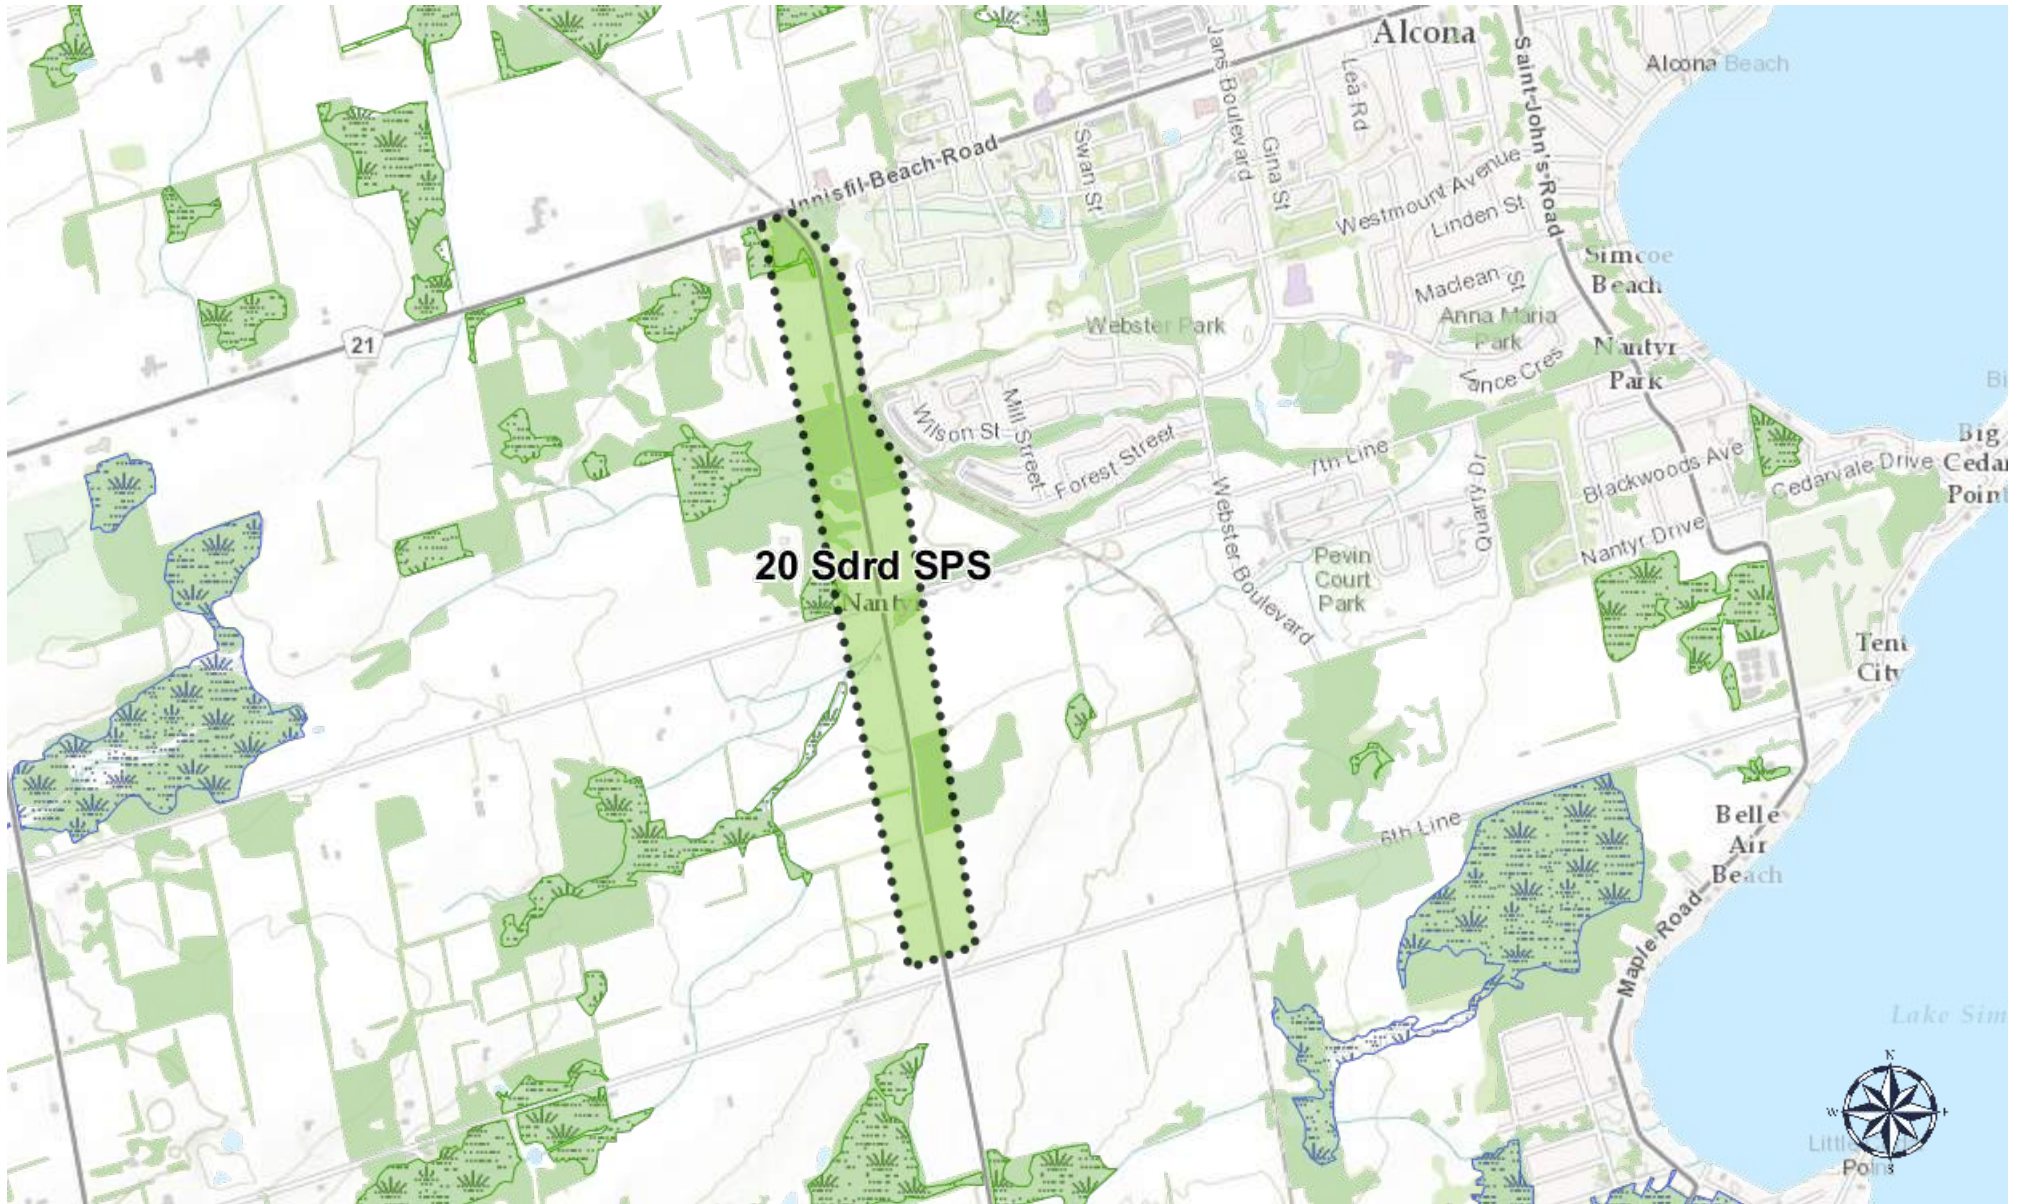 Alcona
Alcona Beach
Saint-John's Road
Jans Boulevard
Lea Rd
Innisfil-Beach-Road
Swan St
Gina St
Westmount Avenue
Linden St
Simcoe
Beach
Maclean St
Anna Maria
Park
Webster Park
21
Nantyr
Park
Vance Cres
Wilson St
Mill Street
Forest Street
7th Line
Webster Boulevard
Quarry Dr
Blackwoods Ave
Cedarvale Drive
Big
Cedar
Point
Nantyr Drive
20 Sdrd SPS
Pevin
Court
Park
Tent
City
6th Line
Belle
Air
Beach
Maple Road
Lake Sim
N
W
E
S